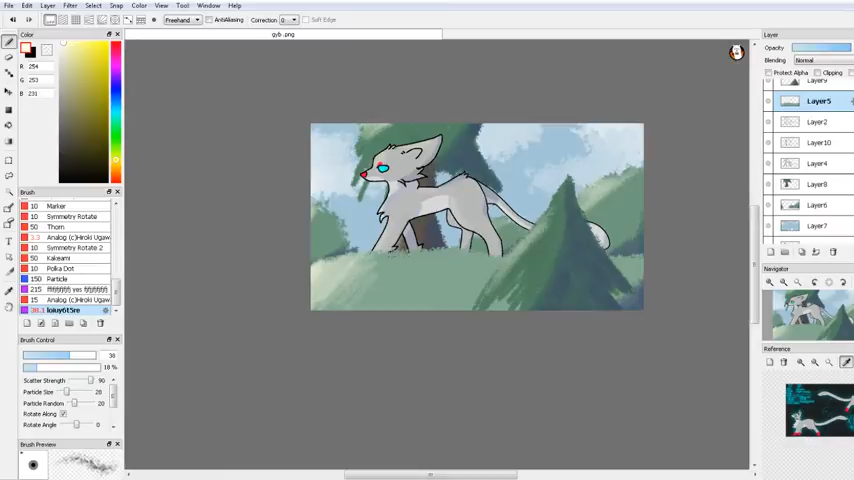 File Edit Layer Filter Select Snap Color View Tool Window Help
Freehand AntiAliasing Correction 0 Soft Edge
gyb .png
Color
R 254
G 253
B 231
Brush
10 Marker
10 Symmetry Rotate
50 Thorn
3.3 Analog (c)Hiroki Ugaw
10 Symmetry Rotate 2
50 Kakeami
10 Polka Dot
150 Particle
15 Analog (c)Hiroki Ugaw
38.1 loiuy6t5re
Brush Control
38
18 %
Scatter Strength 90
Particle Size 28
Particle Random 20
Rotate Along
Rotate Angle 0
Brush Preview
Layer
Opacity
Blending Normal
Protect Alpha Clipping
Layer9
Layer5
Layer2
Layer10
Layer4
Layer8
Layer6
Layer7
Navigator
Reference